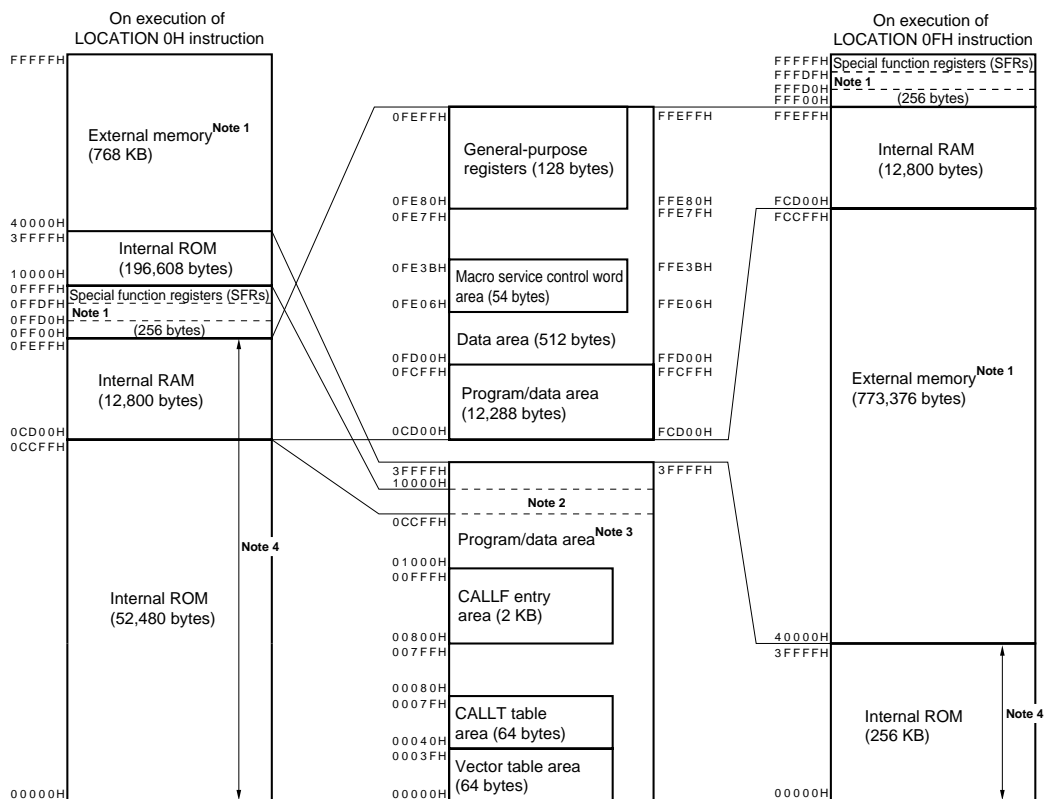 On execution of
LOCATION 0H instruction
FFFFFH
External memory Note 1
(768 KB)
40000H
3FFFFH
Internal ROM
(196,608 bytes)
10000H
0FFFFH
Special function registers (SFRs)
0FFDFH
Note 1
0FFD0H
0FF00H
(256 bytes)
0FEFFH
Internal RAM
(12,800 bytes)
0CD00H
0CCFFH
Note 4
Internal ROM
(52,480 bytes)
00000H
0FEFFH
FFEFFH
General-purpose
registers (128 bytes)
0FE80H
FFE80H
0FE7FH
FFE7FH
0FE3BH
FFE3BH
Macro service control word
area (54 bytes)
0FE06H
FFE06H
Data area (512 bytes)
0FD00H
FFD00H
0FCFFH
FFCFFH
Program/data area
(12,288 bytes)
0CD00H
FCD00H
3FFFFH
3FFFFH
10000H
Note 2
0CCFFH
Program/data area Note 3
01000H
00FFFH
CALLF entry
area (2 KB)
00800H
007FFH
00080H
0007FH
CALLT table
area (64 bytes)
00040H
0003FH
Vector table area
(64 bytes)
00000H
On execution of
LOCATION 0FH instruction
FFFFFH
Special function registers (SFRs)
FFFDFH
Note 1
FFFD0H
FFF00H
(256 bytes)
FFEFFH
Internal RAM
(12,800 bytes)
FCD00H
FCCFFH
External memory Note 1
(773,376 bytes)
40000H
3FFFFH
Internal ROM
(256 KB)
Note 4
00000H